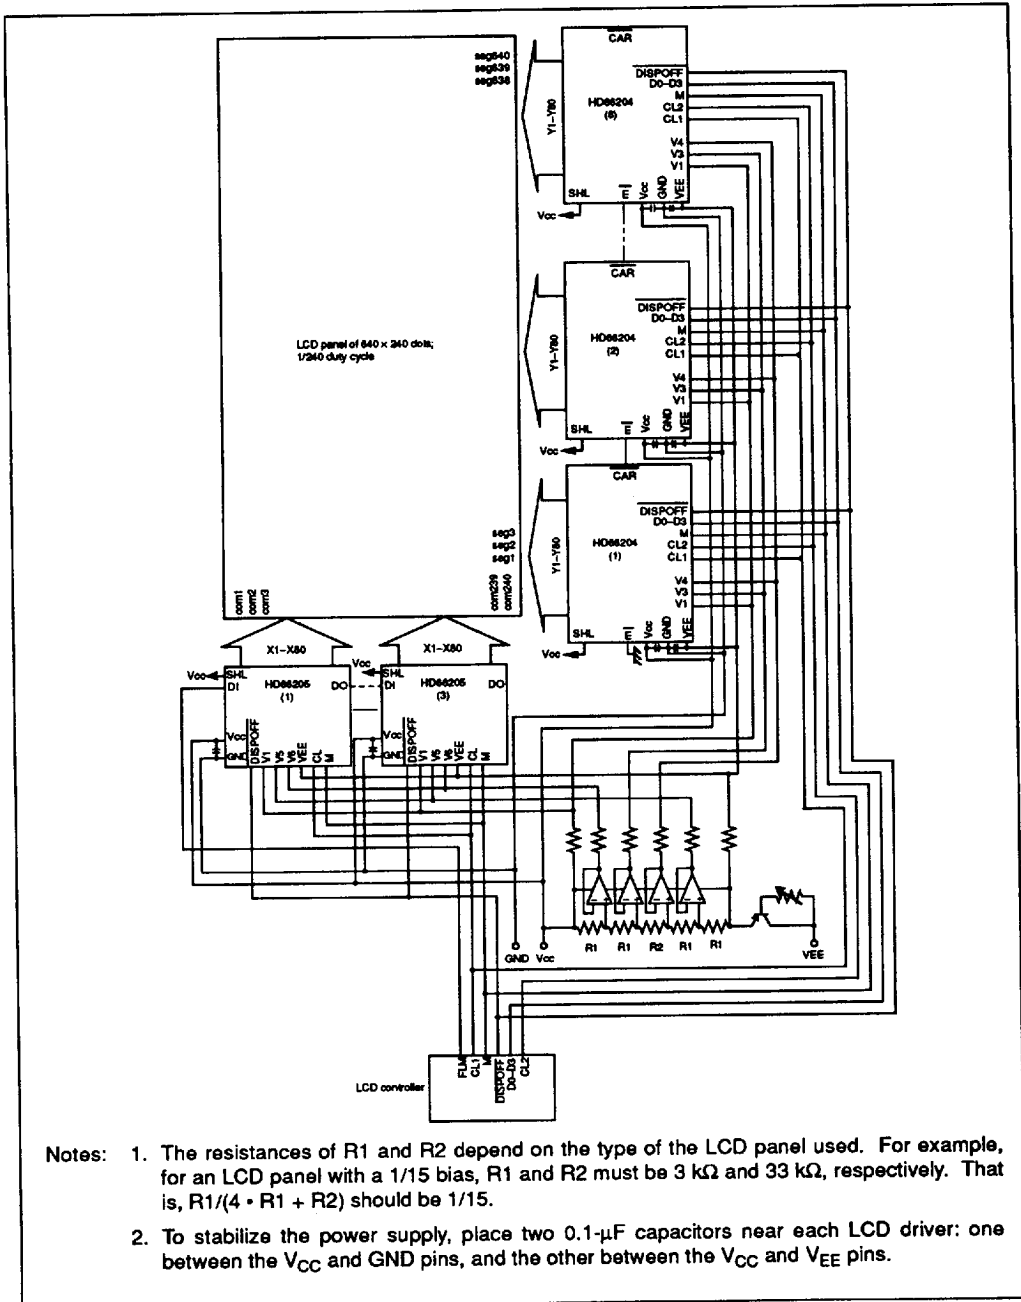 CAR
seg640
seg639
seg638
DISPOFF
D0–D3
M
CL2
CL1
HD66204
Y1–Y80
V4
V3
V1
SHL
E
Vcc
GND
VEE
Vcc
CAR
DISPOFF
D0–D3
M
CL2
CL1
LCD panel of 640 × 240 dots;
1/240 duty cycle
HD66204
(2)
Y1–Y80
V4
V3
V1
SHL
E
Vcc
GND
VEE
Vcc
CAR
DISPOFF
D0–D3
M
CL2
CL1
seg3
seg2
seg1
HD66204
(1)
Y1–Y80
V4
V3
V1
com1
com2
com3
com239
com240
SHL
E
Vcc
GND
VEE
Vcc
X1–X80
X1–X80
Vcc
SHL
DI
HD66205
(1)
DO
Vcc
SHL
DI
HD66205
(3)
DO
Vcc
GND
DISPOFF
V1
V5
V6
VEE
CL
M
Vcc
GND
DISPOFF
V1
V5
V6
VEE
CL
M
R1
R1
R2
R1
R1
GND
Vcc
VEE
FLM
CL1
M
DISPOFF
D0–D3
CL2
LCD controller
Notes: 1. The resistances of R1 and R2 depend on the type of the LCD panel used. For example,
for an LCD panel with a 1/15 bias, R1 and R2 must be 3 kΩ and 33 kΩ, respectively. That
is, R1/(4 • R1 + R2) should be 1/15.
2. To stabilize the power supply, place two 0.1-µF capacitors near each LCD driver: one
between the VCC and GND pins, and the other between the VCC and VEE pins.